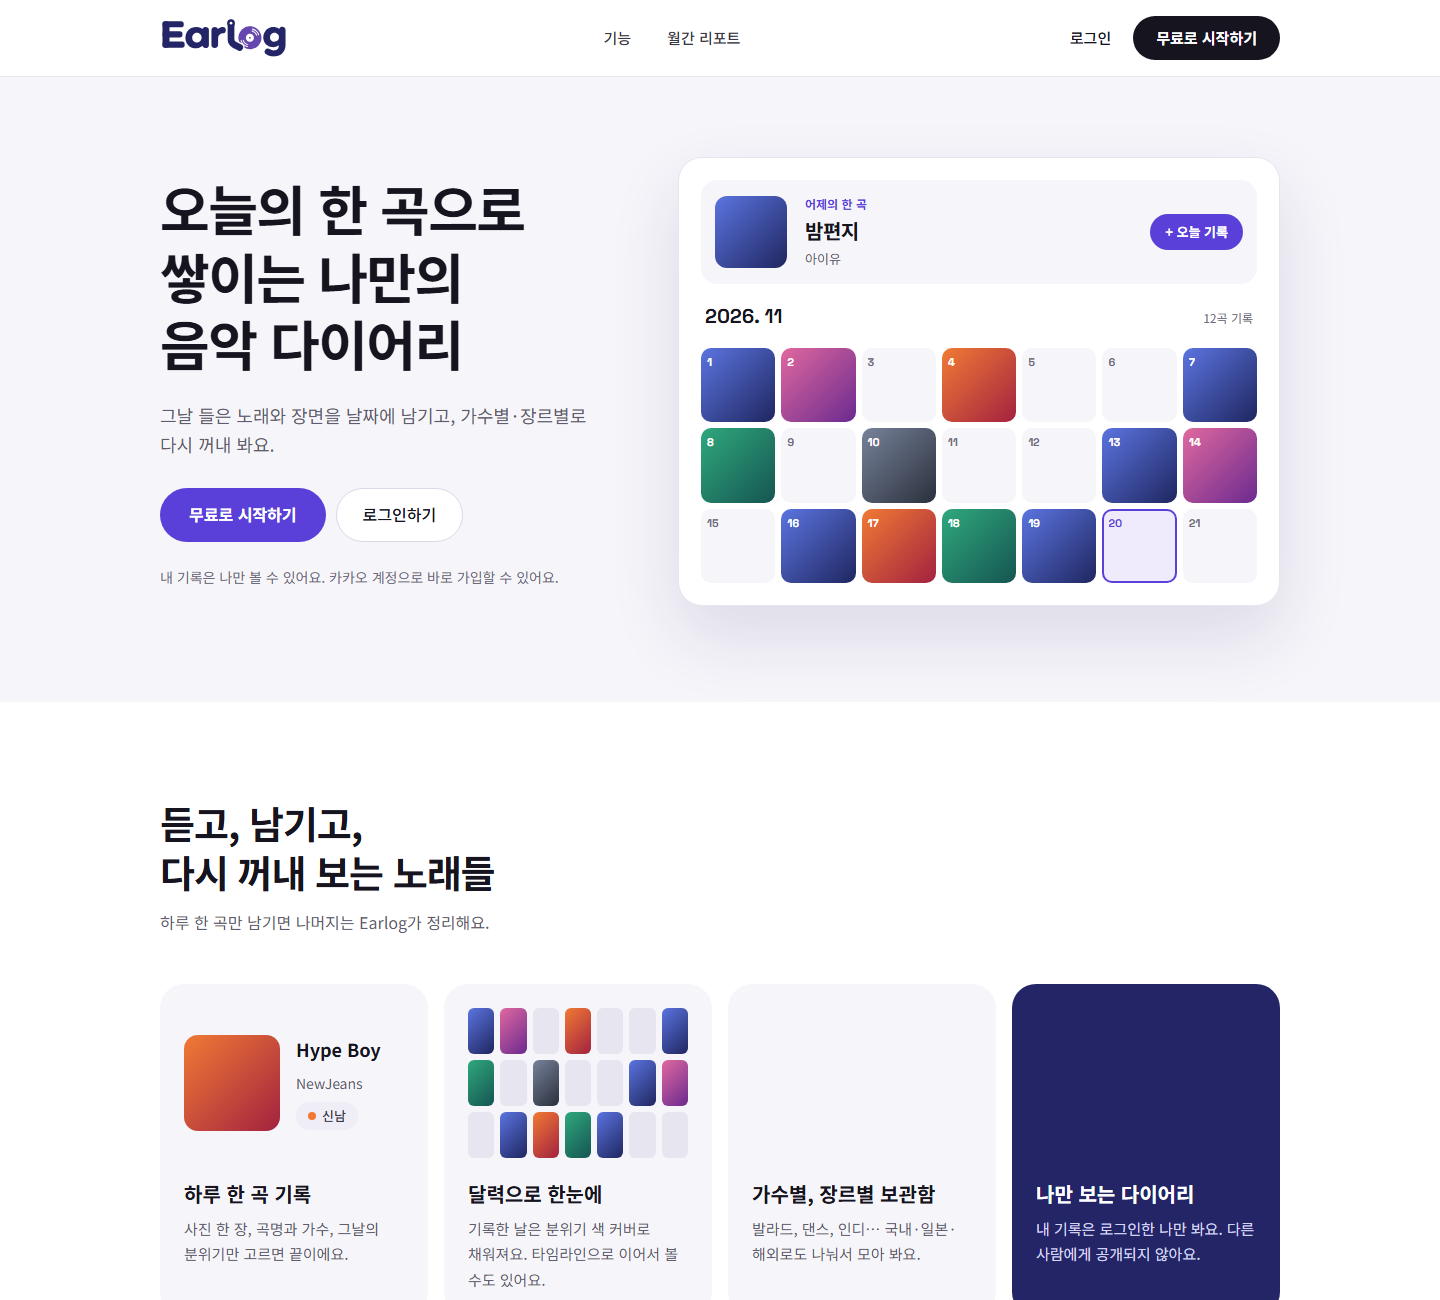 Earlog
기능
월간 리포트
로그인
무료로 시작하기
오늘의 한 곡으로
쌓이는 나만의
음악 다이어리
그날 들은 노래와 장면을 날짜에 남기고, 가수별·장르별로
다시 꺼내 봐요.
무료로 시작하기
로그인하기
내 기록은 나만 볼 수 있어요. 카카오 계정으로 바로 가입할 수 있어요.
어제의 한 곡
밤편지
아이유
+ 오늘 기록
2026. 11
12곡 기록
1 2 3 4 5 6 7
8 9 10 11 12 13 14
15 16 17 18 19 20 21
듣고, 남기고,
다시 꺼내 보는 노래들
하루 한 곡만 남기면 나머지는 Earlog가 정리해요.
Hype Boy
NewJeans
신남
하루 한 곡 기록
사진 한 장, 곡명과 가수, 그날의
분위기만 고르면 끝이에요.
달력으로 한눈에
기록한 날은 분위기 색 커버로
채워져요. 타임라인으로 이어서 볼
수도 있어요.
가수별, 장르별 보관함
발라드, 댄스, 인디… 국내·일본·
해외로도 나눠서 모아 봐요.
나만 보는 다이어리
내 기록은 로그인한 나만 봐요. 다른
사람에게 공개되지 않아요.